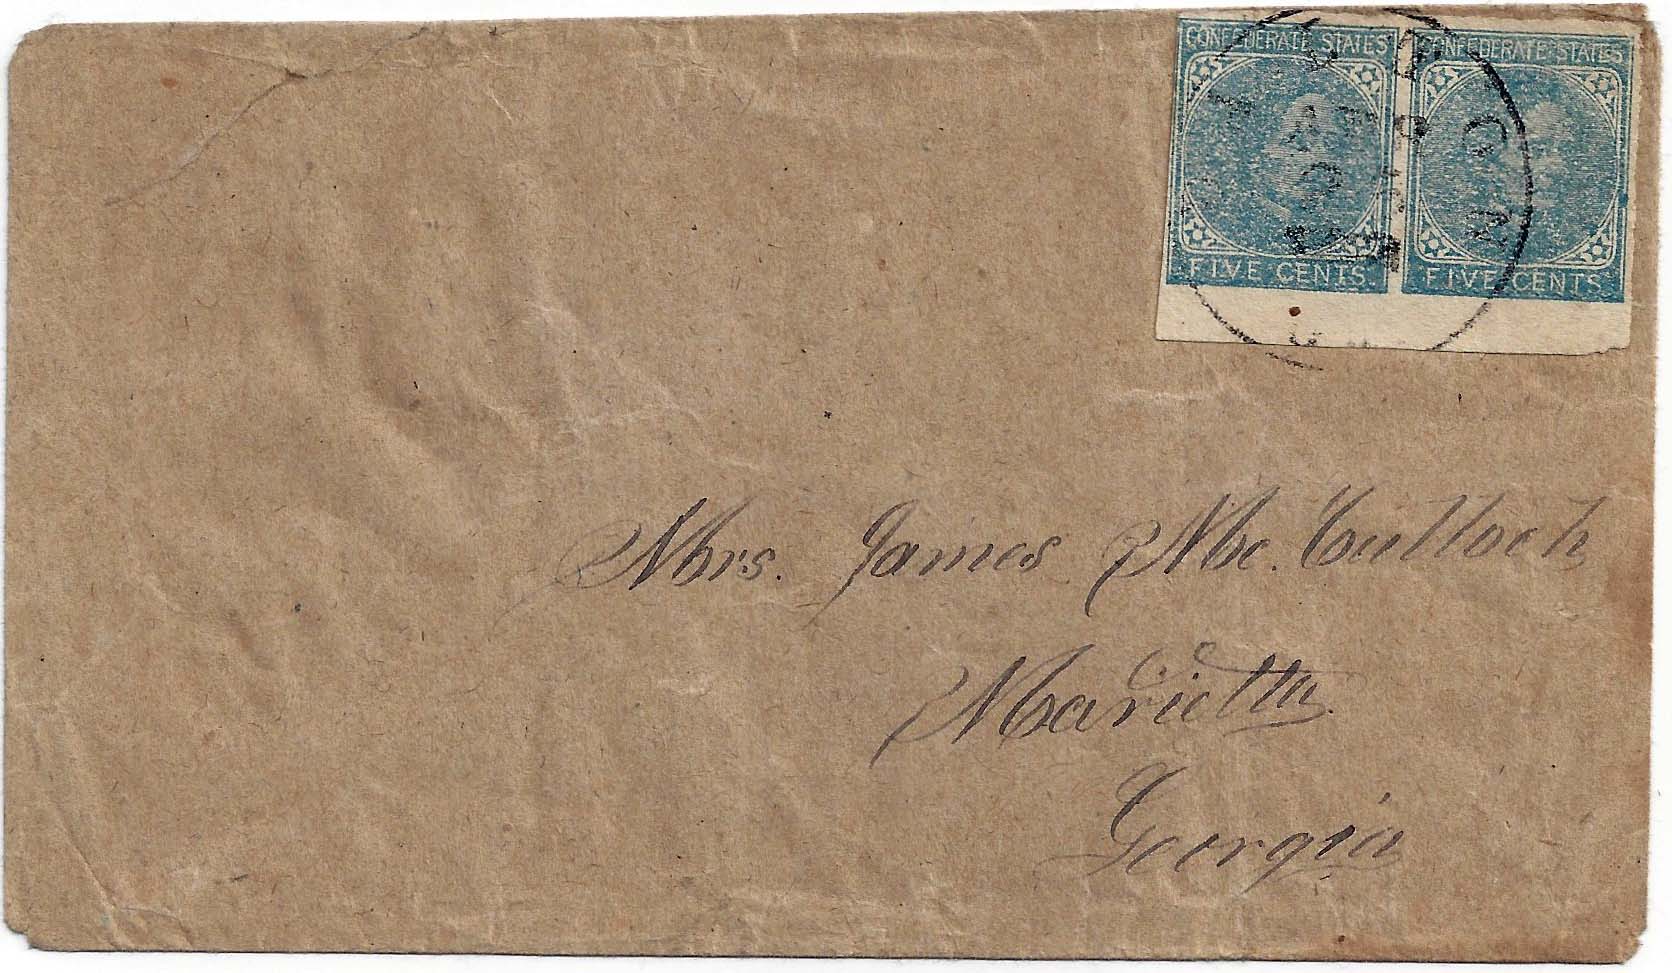 CONFEDERATE STATES CONFEDERATE STATES
FIVE CENTS. FIVE CENTS.
Mrs. James McCulloch
Marietta
Georgia